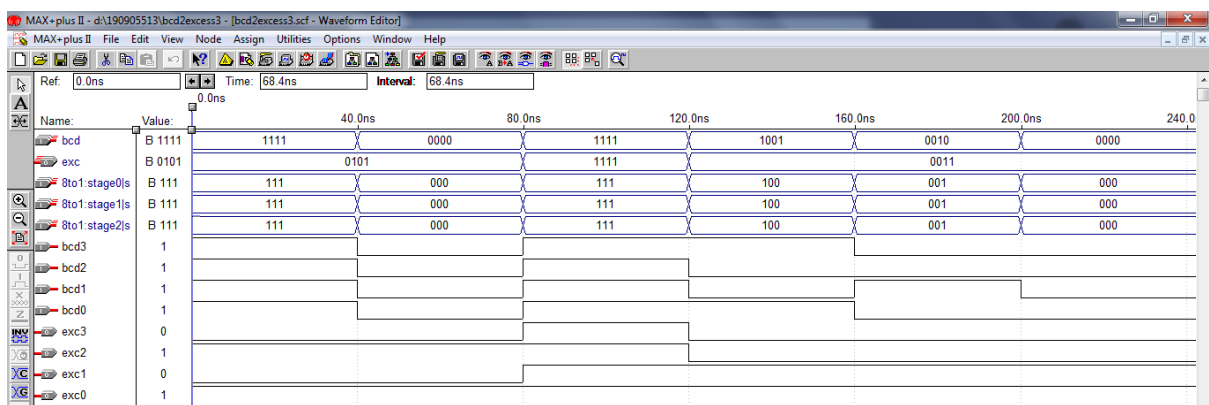 MAX+plus II - d:\190905513\bcd2excess3 - [bcd2excess3.scf - Waveform Editor]
MAX+plus II File Edit View Node Assign Utilities Options Window Help
Ref: 0.0ns Time: 68.4ns Interval: 68.4ns
0.0ns
Name: Value: 40.0ns 80.0ns 120.0ns 160.0ns 200.0ns 240.0
bcd B 1111 1111 0000 1111 1001 0010 0000
exc B 0101 0101 1111 0011
8to1:stage0|s B 111 111 000 111 100 001 000
8to1:stage1|s B 111 111 000 111 100 001 000
8to1:stage2|s B 111 111 000 111 100 001 000
bcd3 1
bcd2 1
bcd1 1
bcd0 1
exc3 0
exc2 1
exc1 0
exc0 1